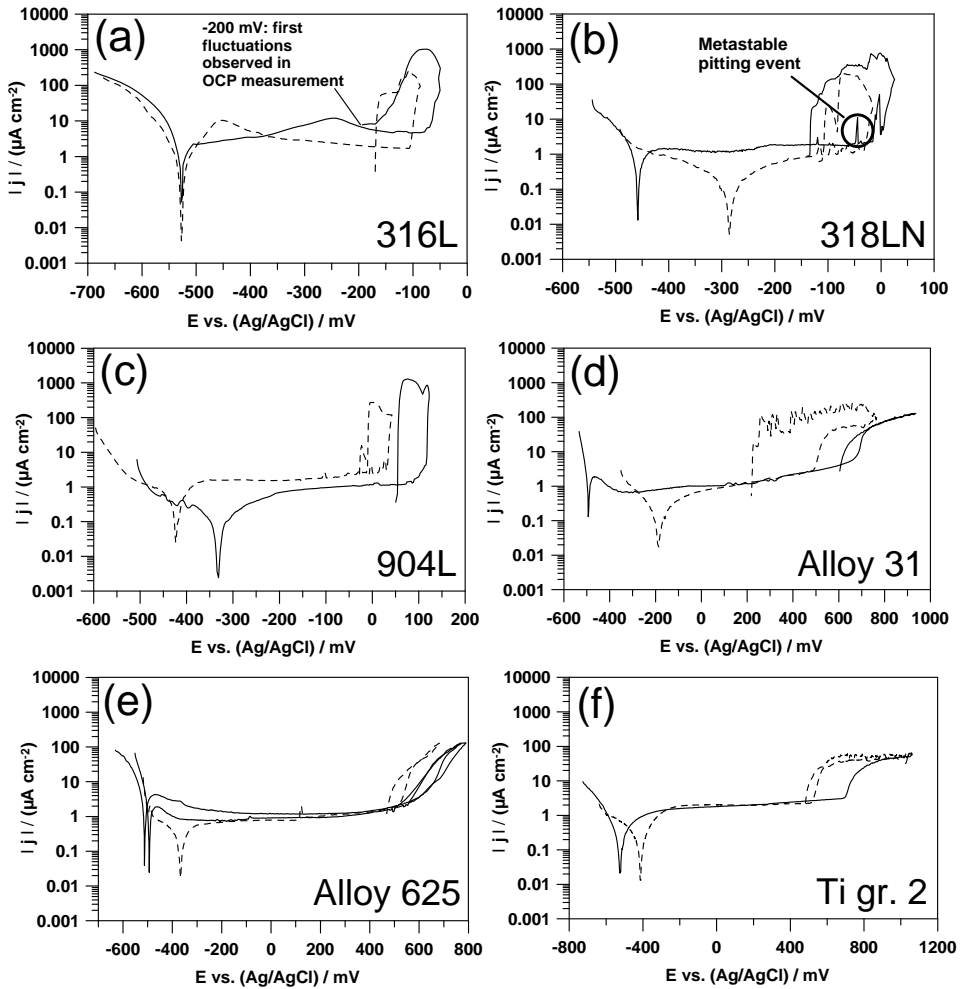 (a)
-200 mV: first
fluctuations
observed in
OCP measurement
316L
10000
1000
100
10
1
0.1
0.01
0.001
| j | / (µA cm⁻²)
-700 -600 -500 -400 -300 -200 -100 0
E vs. (Ag/AgCl) / mV
(b)
Metastable
pitting event
318LN
10000
1000
100
10
1
0.1
0.01
0.001
| j | / (µA cm⁻²)
-600 -500 -400 -300 -200 -100 0 100
E vs. (Ag/AgCl) / mV
(c)
904L
10000
1000
100
10
1
0.1
0.01
0.001
| j | / (µA cm⁻²)
-600 -500 -400 -300 -200 -100 0 100 200
E vs. (Ag/AgCl) / mV
(d)
Alloy 31
10000
1000
100
10
1
0.1
0.01
0.001
| j | / (µA cm⁻²)
-600 -400 -200 0 200 400 600 800 1000
E vs. (Ag/AgCl) / mV
(e)
Alloy 625
10000
1000
100
10
1
0.1
0.01
0.001
| j | / (µA cm⁻²)
-600 -400 -200 0 200 400 600 800
E vs. (Ag/AgCl) / mV
(f)
Ti gr. 2
10000
1000
100
10
1
0.1
0.01
0.001
| j | / (µA cm⁻²)
-800 -400 0 400 800 1200
E vs. (Ag/AgCl) / mV